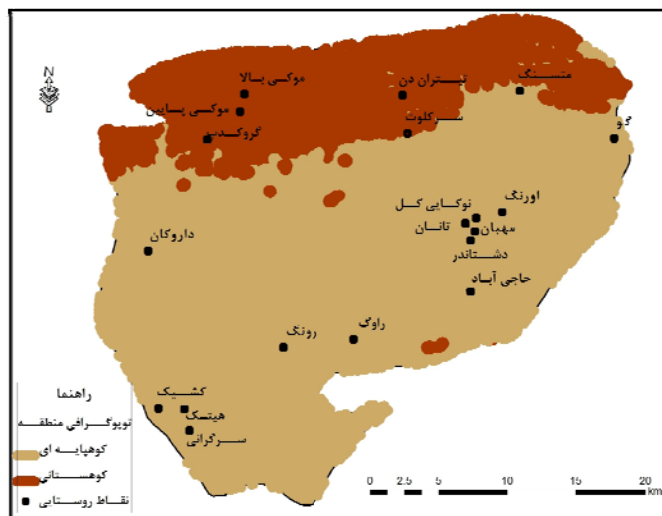 N
موکی بالا
تیتران دن
متسنگ
موکی پایین
سرکلوت
گروکدپ
گو
اورنگ
نوکایی کل
تانان
مهبان
داروکان
دشتاندر
حاجی آباد
راوگ
رونگ
کشیک
هیتک
سرگرانی
راهنما
توپوگرافی منطقه
کوهپایه ای
کوهستانی
نقاط روستایی
0 2.5 5 10 15 20
km